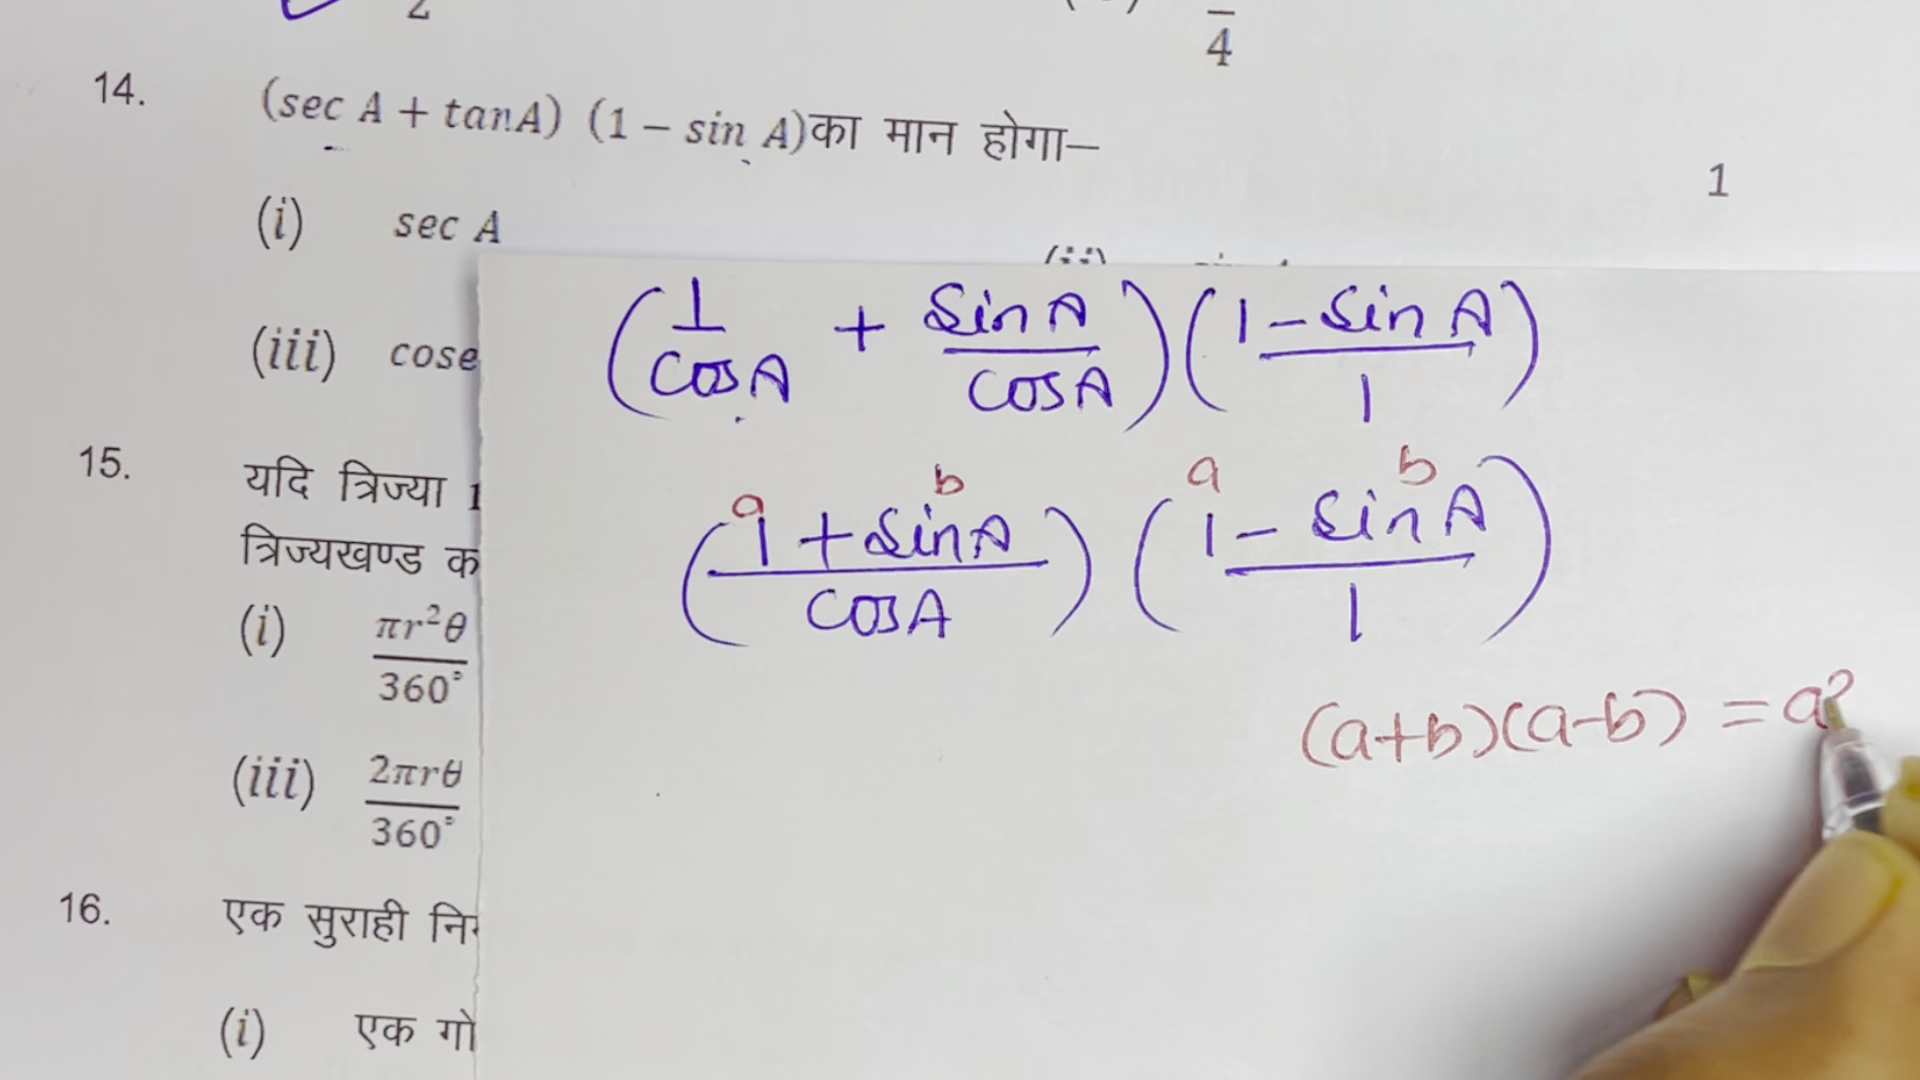 4
14. (sec A + tanA) (1 − sin A)का मान होगा−
1
(i) sec A
(iii)
(1/cosA + sinA/cosA)(1 − sinA/1)
15. यदि त्रिज्या
त्रिज्यखण्ड
a b a b
(1 + sinA/cosA)(1 − sinA/1)
(i) πr²θ/360°
(a+b)(a-b) = a²
(iii) 2πrθ/360°
16. एक सुराही
(i) एक